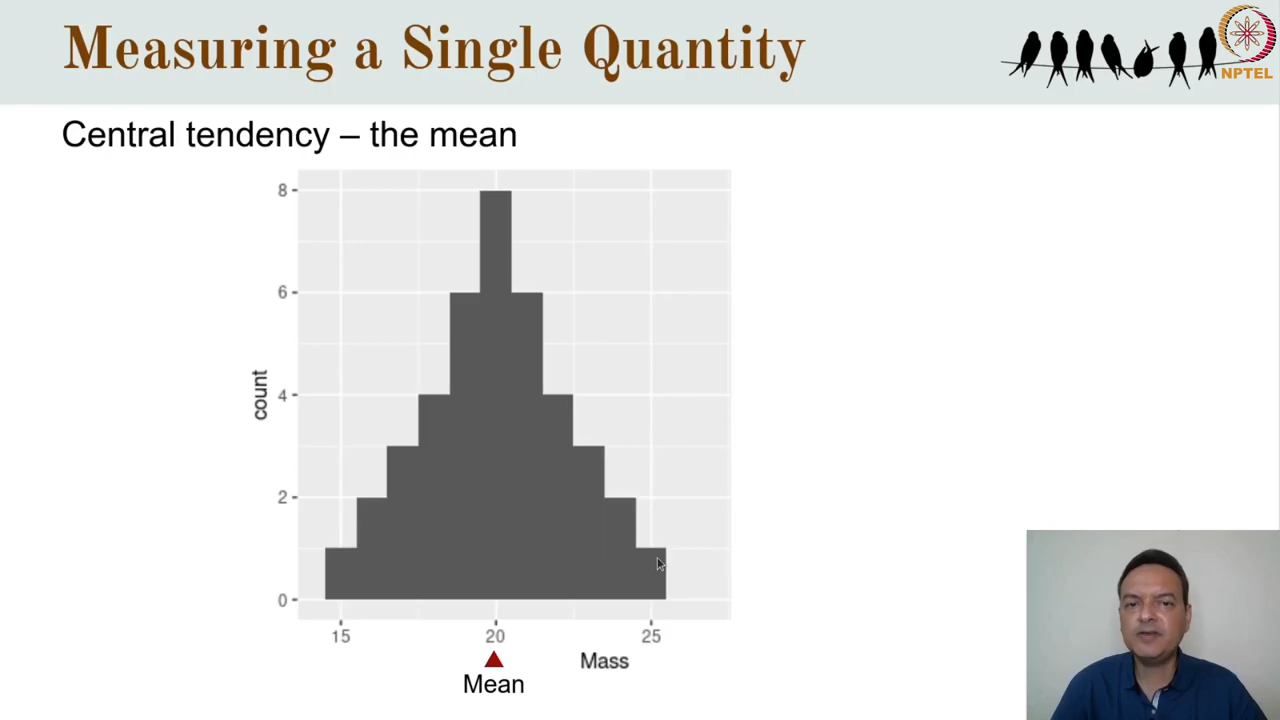 Measuring a Single Quantity
NPTEL
Central tendency – the mean
8
6
4
2
0
count
15 20 25
Mass
Mean